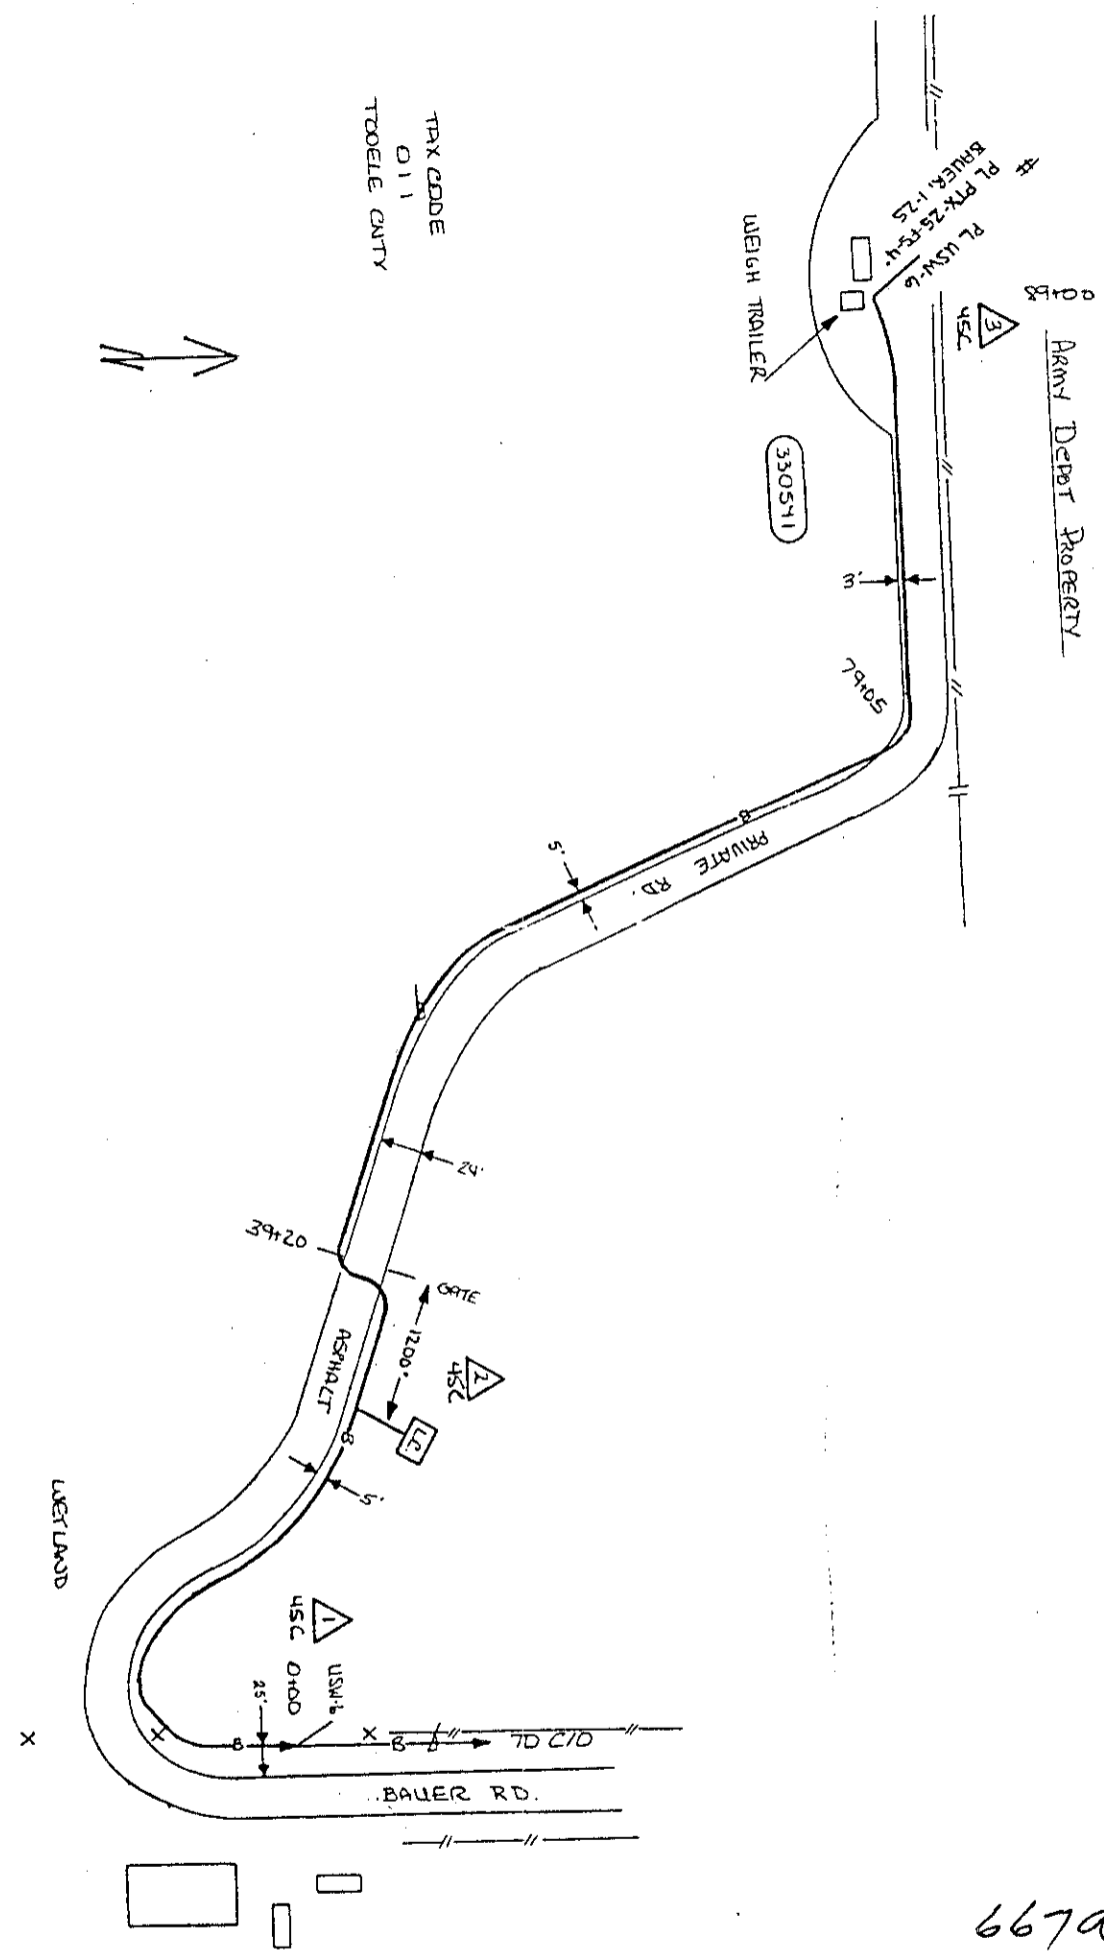 #
PL PTX-25-FS-4'
BAUER, 1-25
PL USW-6
89+00
3
45C
ARMY DEPOT PROPERTY
WEIGH TRAILER
TAX CODE
011
TOOELE CNTY
330541
3'
79+05
B
PRIVATE RD.
5'
B
24'
39+20
GATE
1200'
ASPHALT
2
45C
B
5'
WETLAND
1
45C 0+00
USW-6
25'
X
X
X
B
B
TO C/O
BAUER RD.
667a